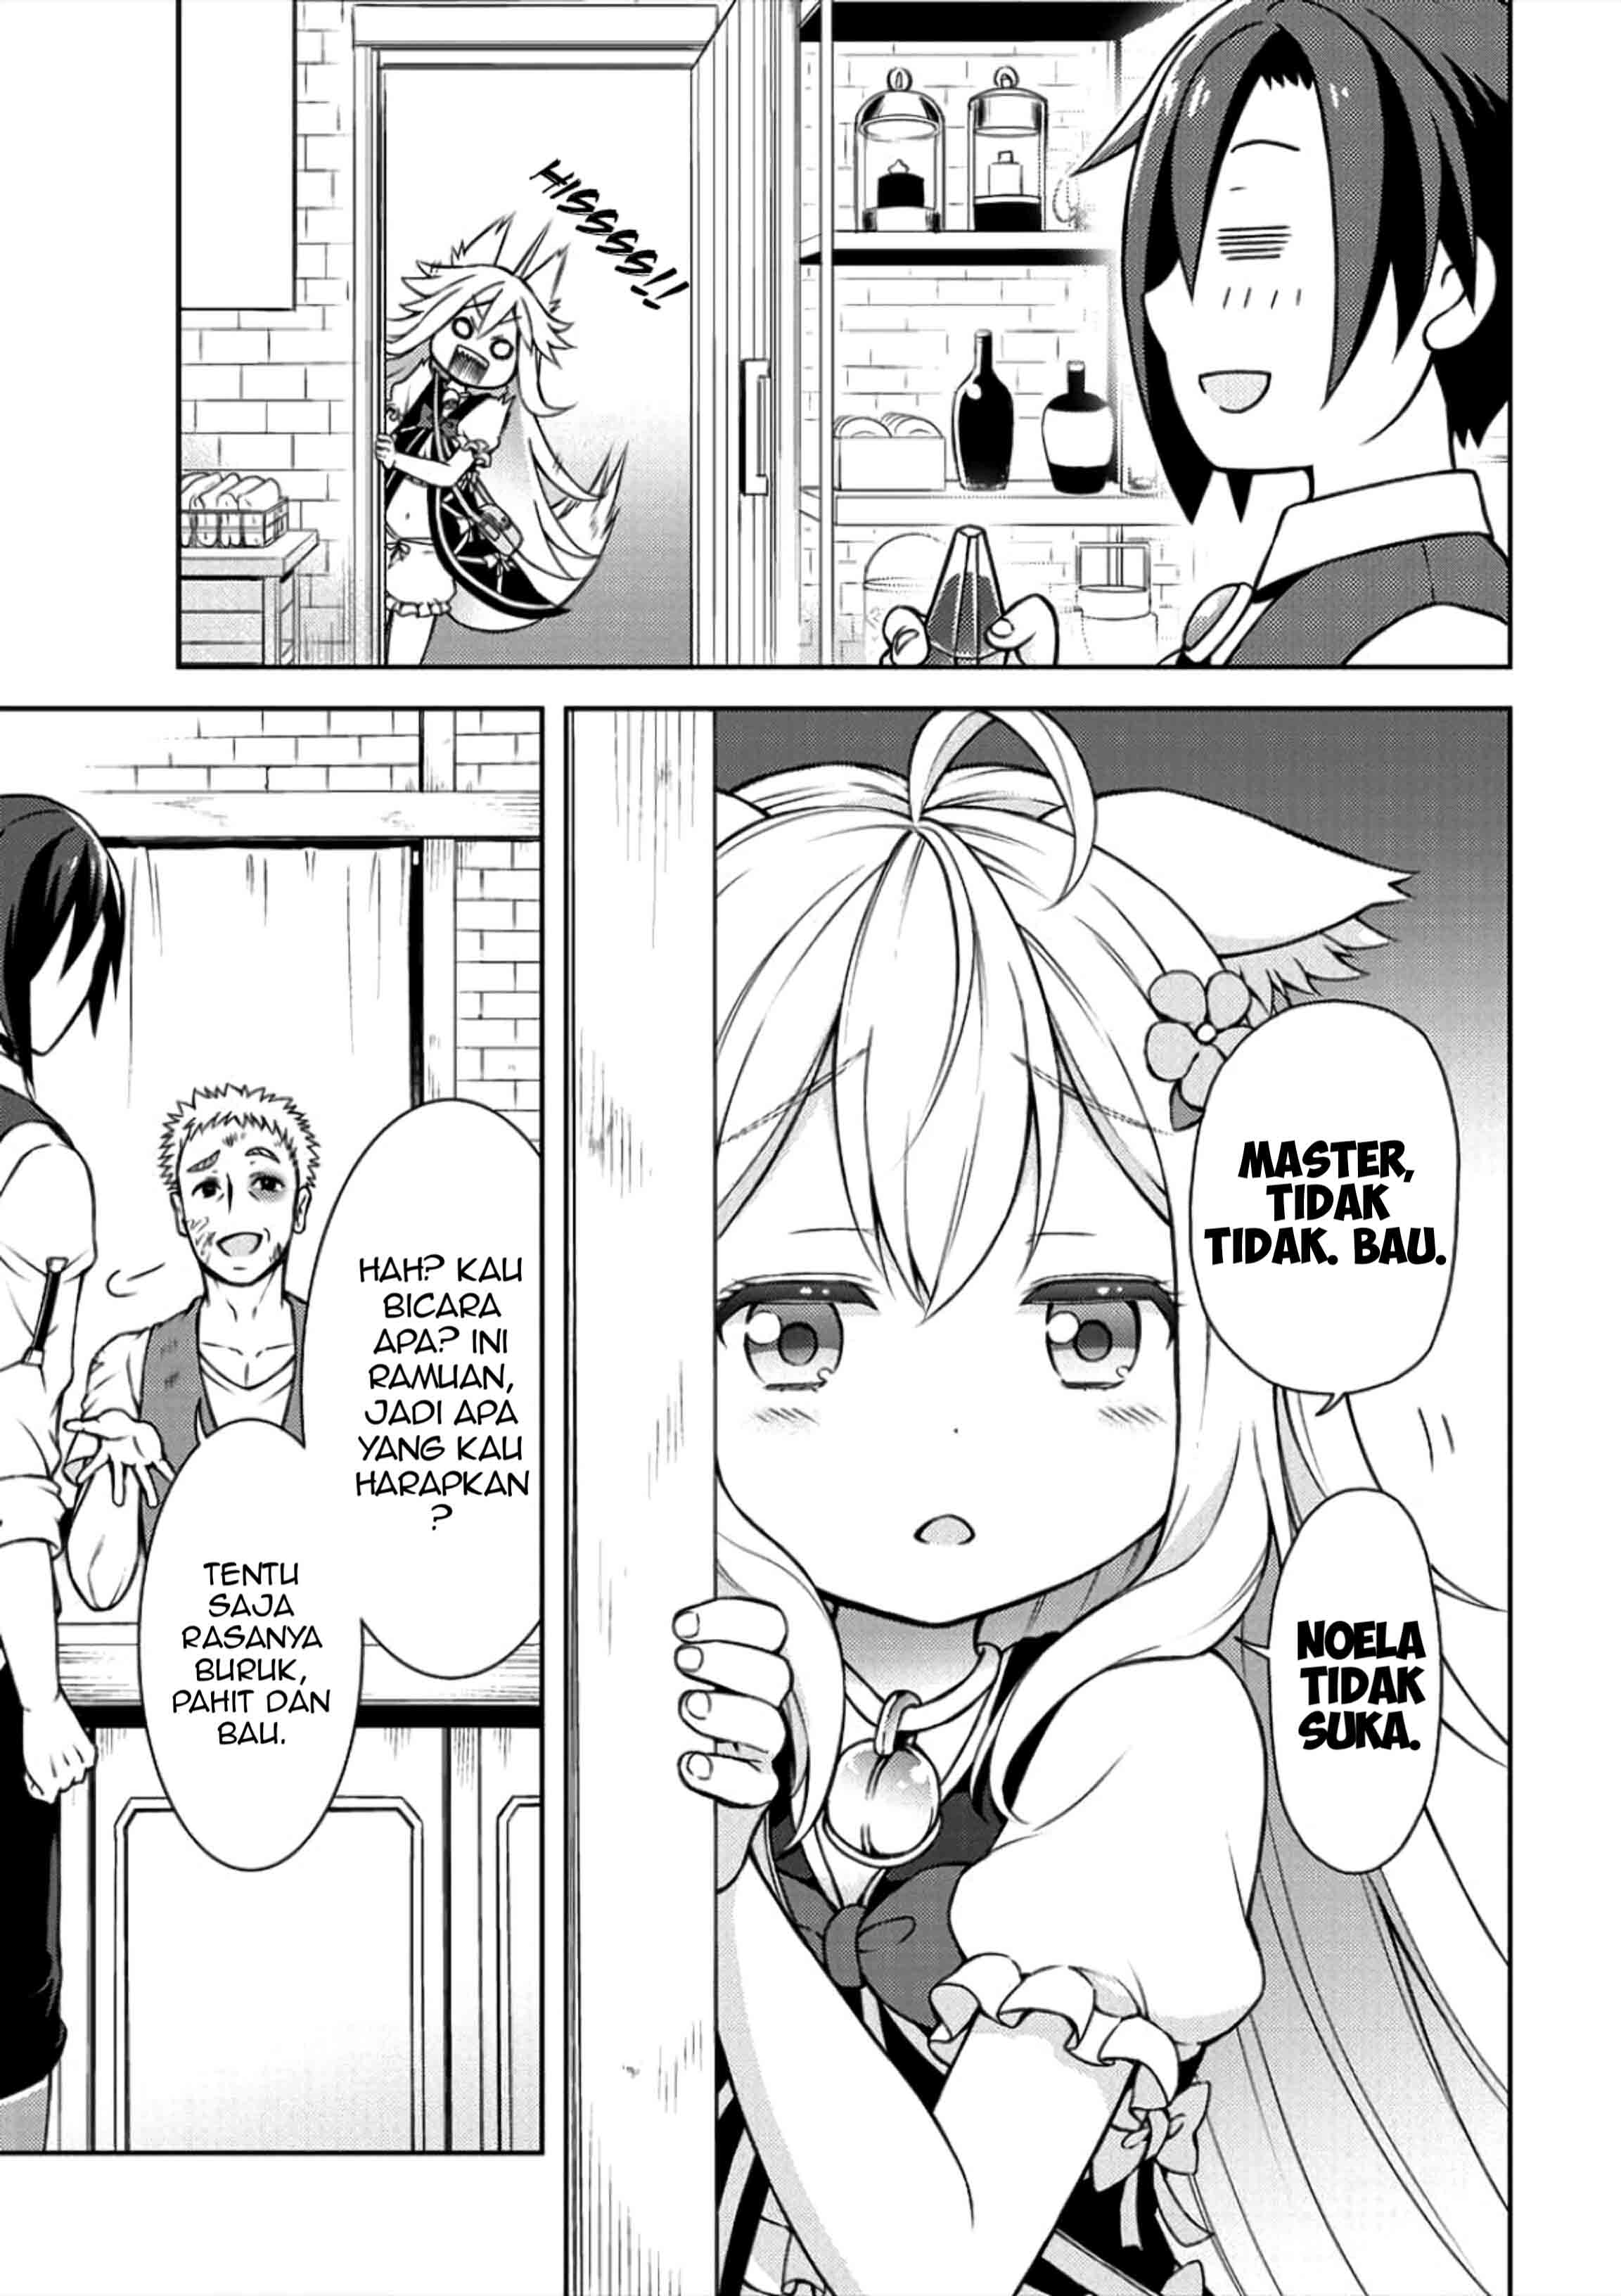 HISSSS!!
MASTER,
TIDAK
TIDAK. BAU.
NOELA
TIDAK
SUKA.
HAH? KAU
BICARA
APA? INI
RAMUAN,
JADI APA
YANG KAU
HARAPKAN
?
TENTU
SAJA
RASANYA
BURUK,
PAHIT DAN
BAU.